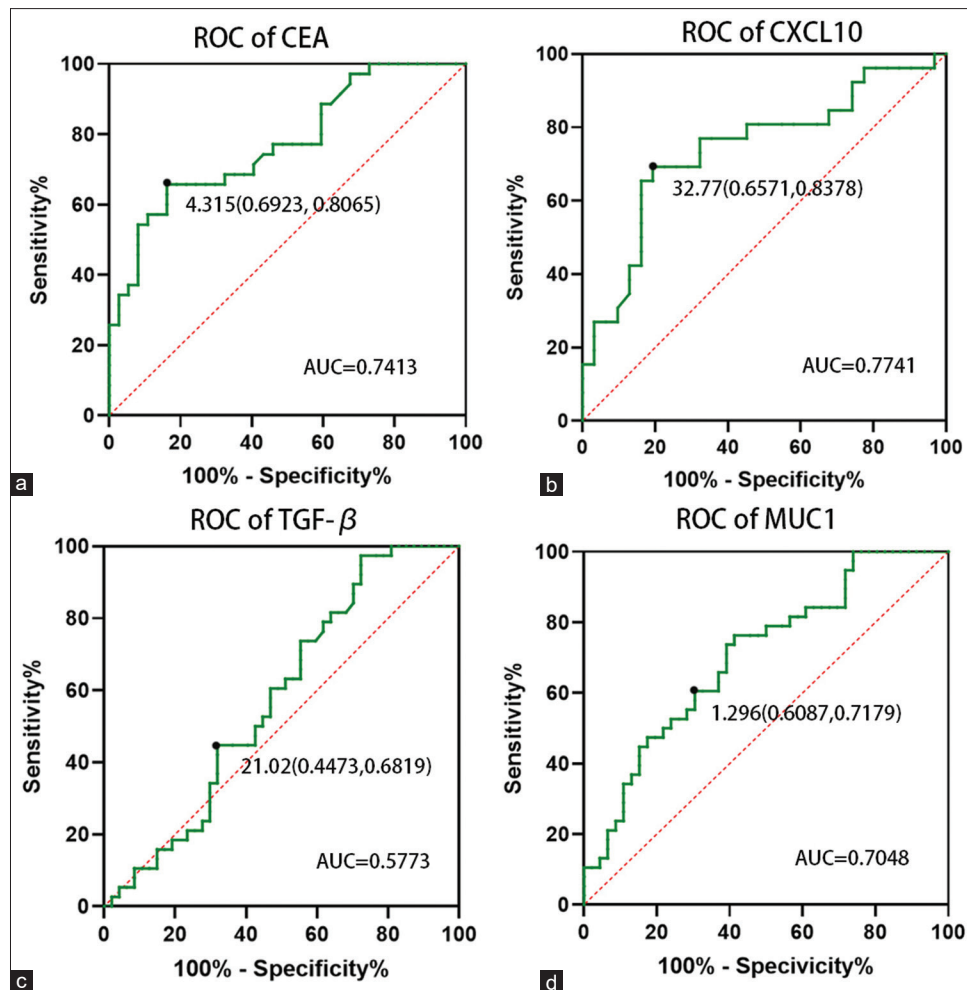 ROC of CEA
100
80
60
40
20
0
Sensitivity%
4.315(0.6923, 0.8065)
AUC=0.7413
0 20 40 60 80 100
100% - Specificity%
a
ROC of CXCL10
100
80
60
40
20
0
Sensitivity%
32.77(0.6571,0.8378)
AUC=0.7741
0 20 40 60 80 100
100% - Specificity%
b
ROC of TGF-β
100
80
60
40
20
0
Sensitivity%
21.02(0.4473,0.6819)
AUC=0.5773
0 20 40 60 80 100
100% - Specificity%
c
ROC of MUC1
100
80
60
40
20
0
Sensitivity%
1.296(0.6087,0.7179)
AUC=0.7048
0 20 40 60 80 100
100% - Specivicity%
d